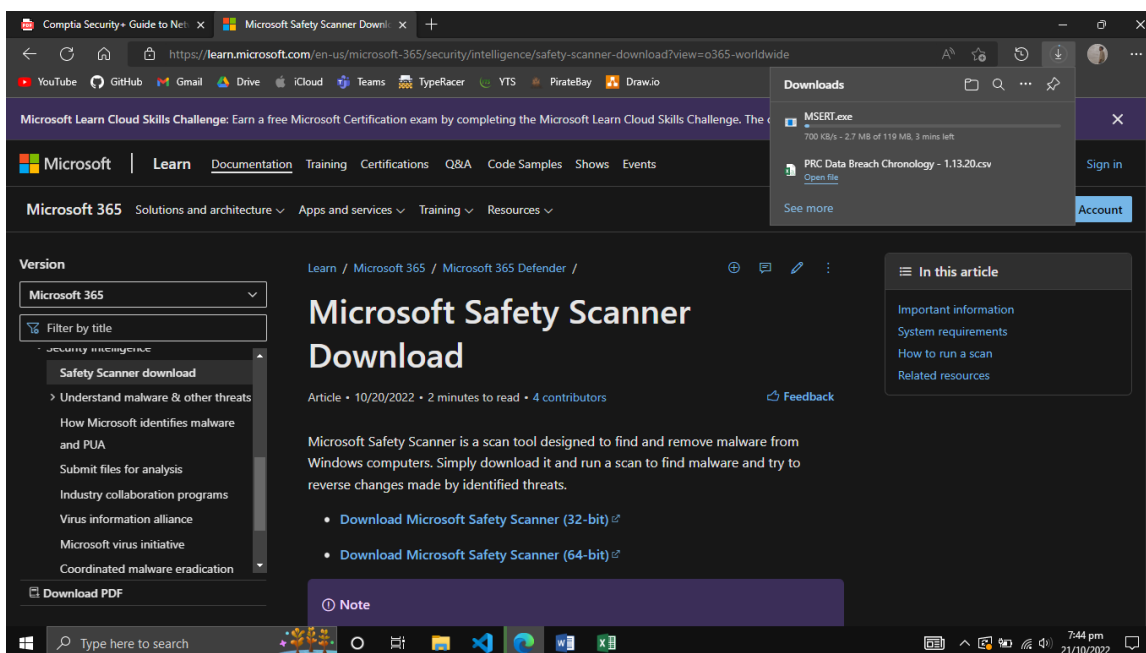 Comptia Security+ Guide to Net
Microsoft Safety Scanner Downlo
https://learn.microsoft.com/en-us/microsoft-365/security/intelligence/safety-scanner-download?view=o365-worldwide
YouTube GitHub Gmail Drive iCloud Teams TypeRacer YTS PirateBay Draw.io
Downloads
MSERT.exe
700 KB/s - 2.7 MB of 119 MB, 3 mins left
PRC Data Breach Chronology - 1.13.20.csv
Open file
See more
Microsoft Learn Cloud Skills Challenge: Earn a free Microsoft Certification exam by completing the Microsoft Learn Cloud Skills Challenge. The
Microsoft Learn Documentation Training Certifications Q&A Code Samples Shows Events Sign in
Microsoft 365 Solutions and architecture Apps and services Training Resources Account
Version
Microsoft 365
Filter by title
Security intelligence
Safety Scanner download
Understand malware & other threats
How Microsoft identifies malware
and PUA
Submit files for analysis
Industry collaboration programs
Virus information alliance
Microsoft virus initiative
Coordinated malware eradication
Download PDF
Learn / Microsoft 365 / Microsoft 365 Defender /
Microsoft Safety Scanner
Download
Article • 10/20/2022 • 2 minutes to read • 4 contributors
Feedback
Microsoft Safety Scanner is a scan tool designed to find and remove malware from
Windows computers. Simply download it and run a scan to find malware and try to
reverse changes made by identified threats.
• Download Microsoft Safety Scanner (32-bit)
• Download Microsoft Safety Scanner (64-bit)
Note
In this article
Important information
System requirements
How to run a scan
Related resources
Type here to search
7:44 pm
21/10/2022